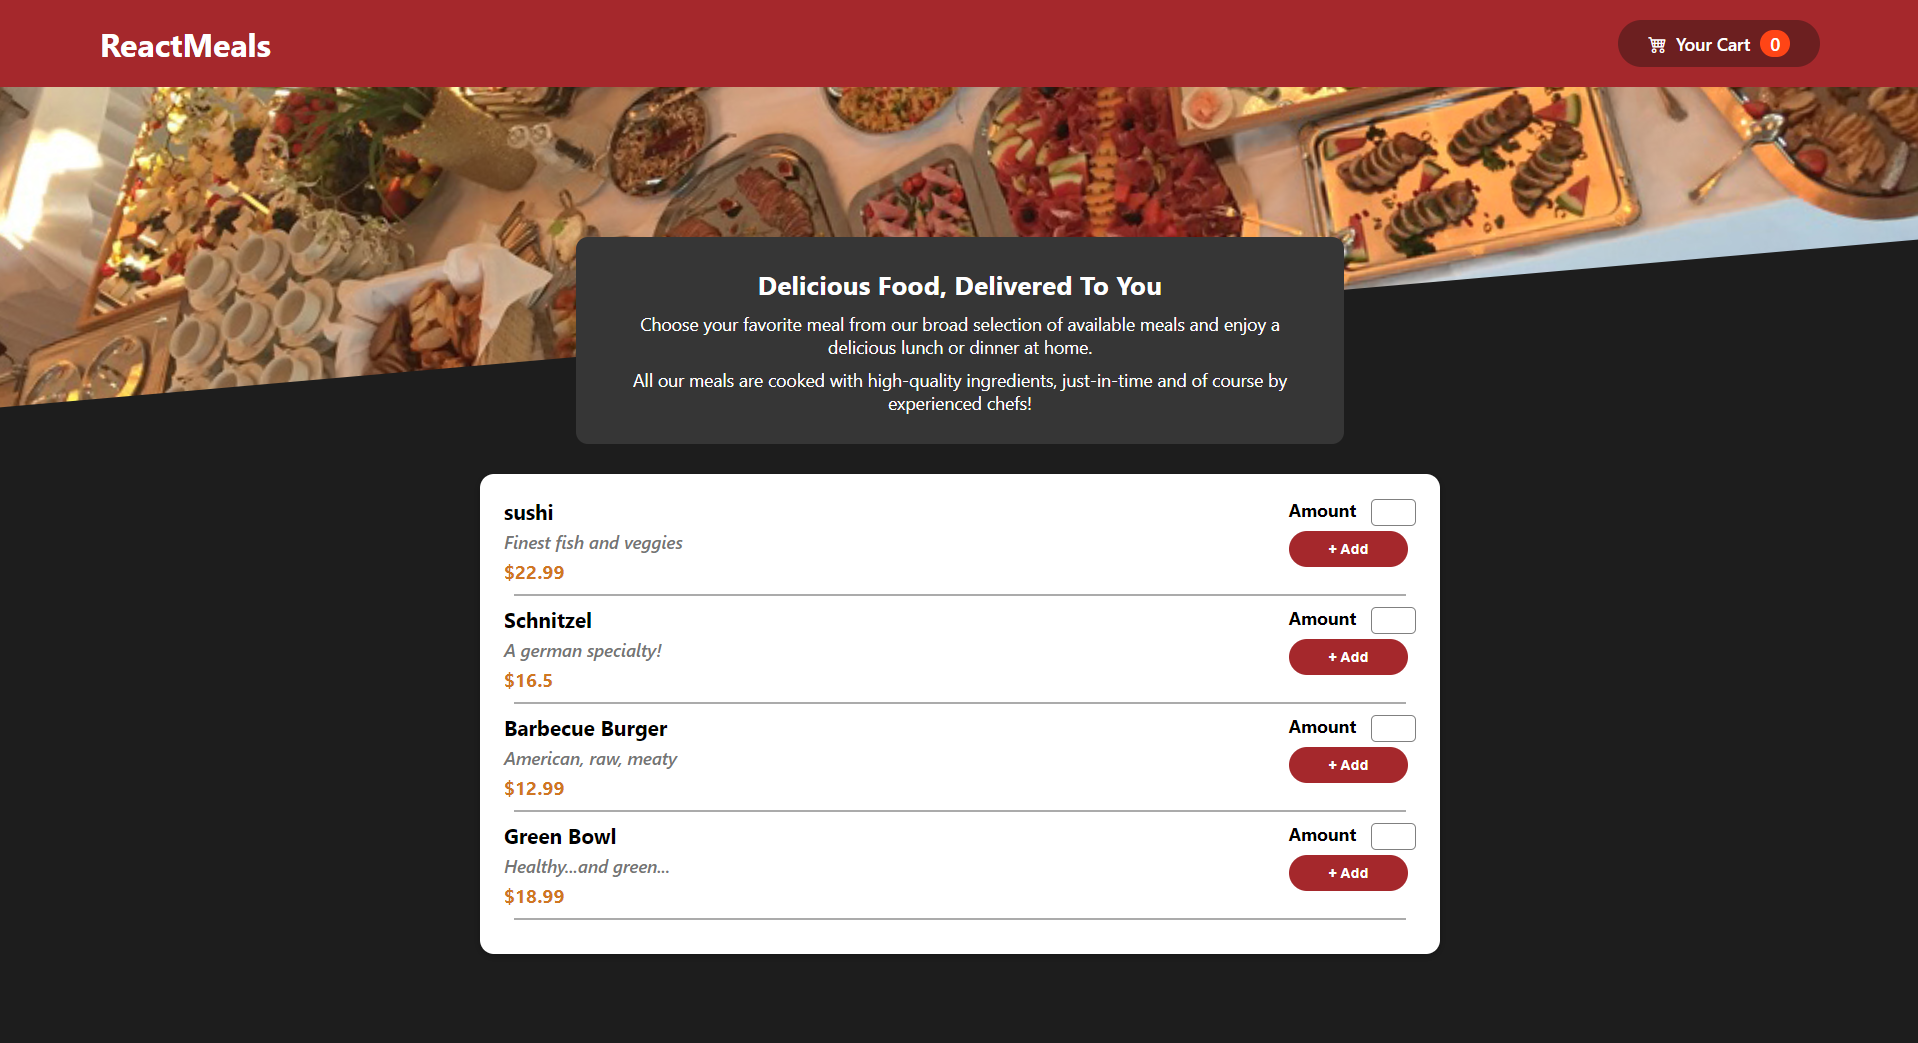 ReactMeals
Your Cart 0
Delicious Food, Delivered To You
Choose your favorite meal from our broad selection of available meals and enjoy a
delicious lunch or dinner at home.
All our meals are cooked with high-quality ingredients, just-in-time and of course by
experienced chefs!
sushi
Finest fish and veggies
$22.99
Amount
+ Add
Schnitzel
A german specialty!
$16.5
Amount
+ Add
Barbecue Burger
American, raw, meaty
$12.99
Amount
+ Add
Green Bowl
Healthy...and green...
$18.99
Amount
+ Add